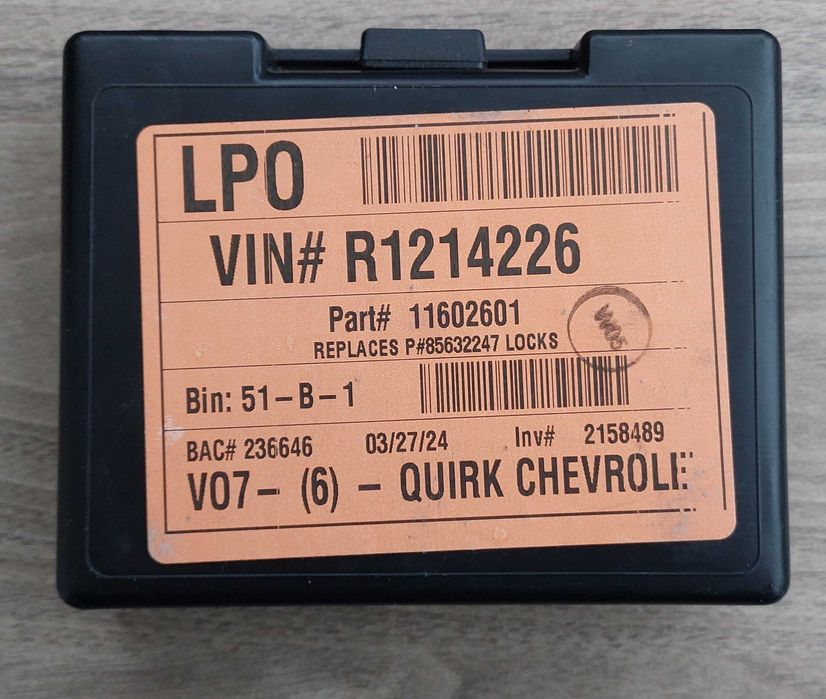 LPO
VIN# R1214226
Part# 11602601
REPLACES P#85632247 LOCKS
Bin: 51-B-1
BAC# 236646 03/27/24 Inv# 2158489
V07- (6) - QUIRK CHEVROLE